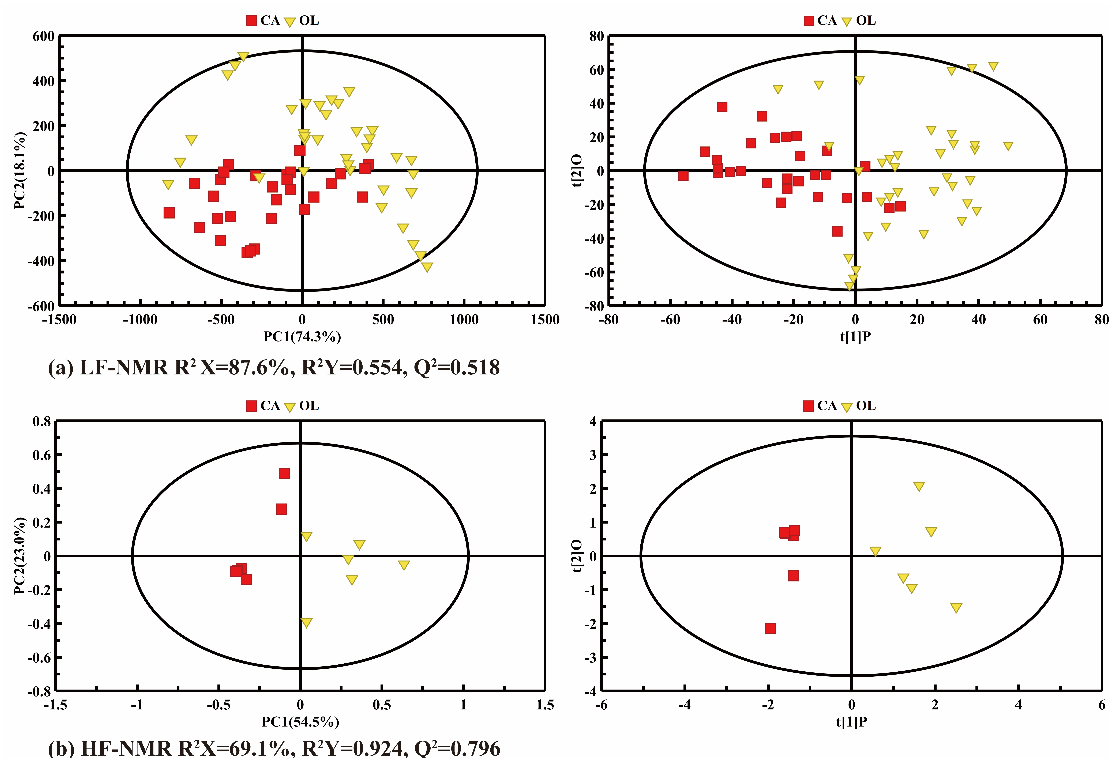 CA OL
CA OL
600
400
200
0
-200
-400
-600
PC2(18.1%)
-1500 -1000 -500 0 500 1000 1500
PC1(74.3%)
80
60
40
20
0
-20
-40
-60
-80
t[2]O
-80 -60 -40 -20 0 20 40 60 80
t[1]P
(a) LF-NMR R² X=87.6%, R²Y=0.554, Q²=0.518
CA OL
CA OL
0.8
0.6
0.4
0.2
0
-0.2
-0.4
-0.6
-0.8
PC2(23.0%)
-1.5 -1 -0.5 0 0.5 1 1.5
PC1(54.5%)
4
3
2
1
0
-1
-2
-3
-4
t[2]O
-6 -4 -2 0 2 4 6
t[1]P
(b) HF-NMR R²X=69.1%, R²Y=0.924, Q²=0.796